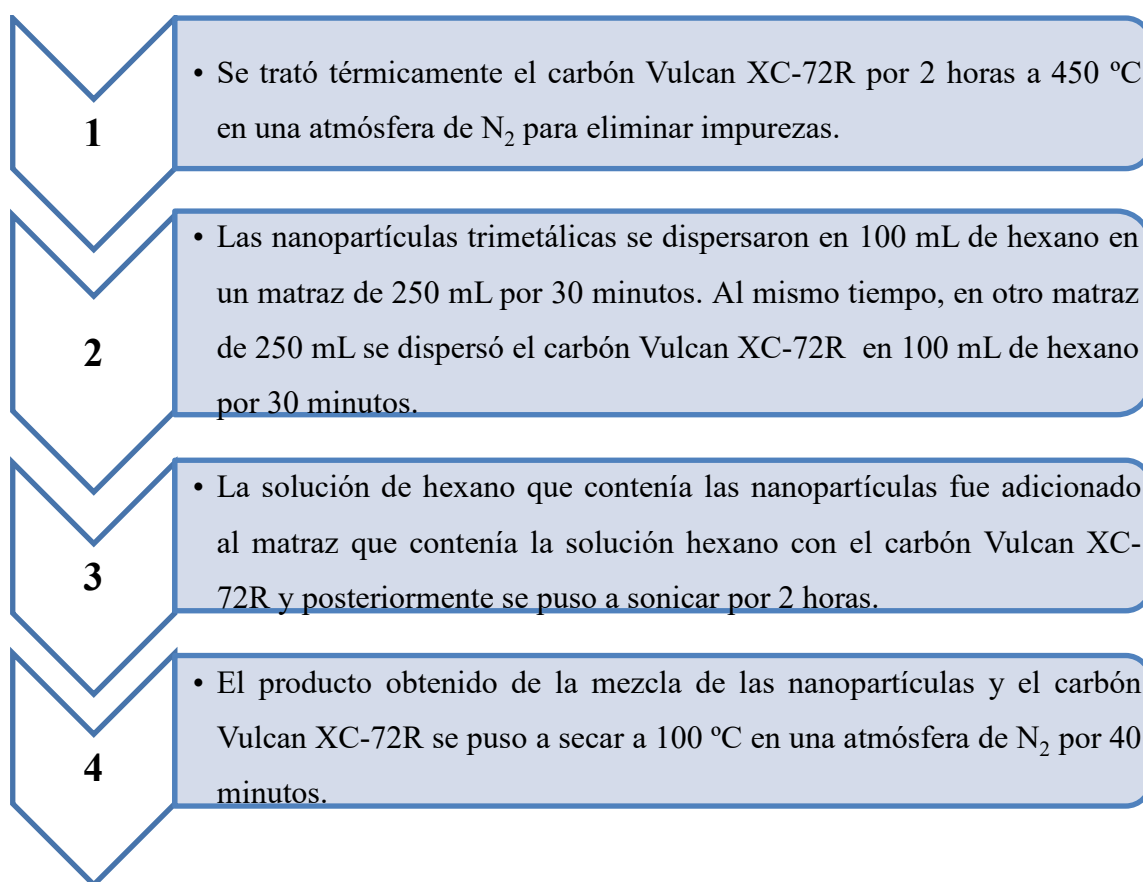 1
• Se trató térmicamente el carbón Vulcan XC-72R por 2 horas a 450 ºC
en una atmósfera de N₂ para eliminar impurezas.
2
• Las nanopartículas trimetálicas se dispersaron en 100 mL de hexano en
un matraz de 250 mL por 30 minutos. Al mismo tiempo, en otro matraz
de 250 mL se dispersó el carbón Vulcan XC-72R en 100 mL de hexano
por 30 minutos.
3
• La solución de hexano que contenía las nanopartículas fue adicionado
al matraz que contenía la solución hexano con el carbón Vulcan XC-
72R y posteriormente se puso a sonicar por 2 horas.
4
• El producto obtenido de la mezcla de las nanopartículas y el carbón
Vulcan XC-72R se puso a secar a 100 ºC en una atmósfera de N₂ por 40
minutos.